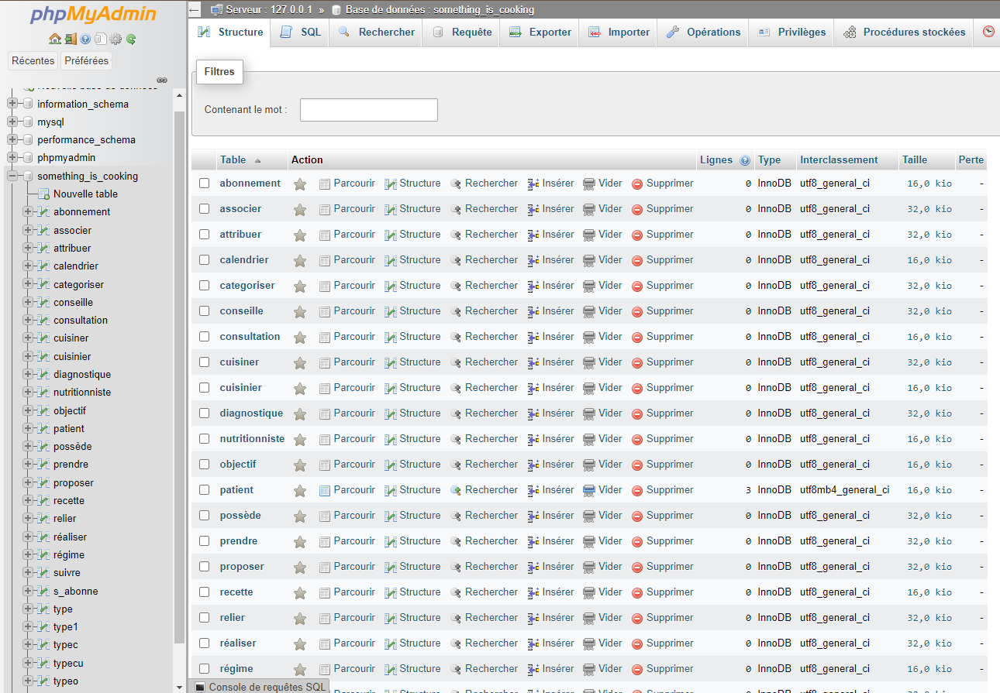 phpMyAdmin
Récentes Préférées
Nouvelle base de données
information_schema
mysql
performance_schema
phpmyadmin
something_is_cooking
Nouvelle table
abonnement
associer
attribuer
calendrier
categoriser
conseille
consultation
cuisiner
cuisinier
diagnostique
nutritionniste
objectif
patient
possède
prendre
proposer
recette
relier
réaliser
régime
suivre
s_abonne
type
type1
typec
typecu
typeo
Serveur : 127.0.0.1 » Base de données : something_is_cooking
Structure SQL Rechercher Requête Exporter Importer Opérations Privilèges Procédures stockées
Filtres
Contenant le mot :
Table Action Lignes Type Interclassement Taille Perte
abonnement Parcourir Structure Rechercher Insérer Vider Supprimer 0 InnoDB utf8_general_ci 16,0 kio -
associer Parcourir Structure Rechercher Insérer Vider Supprimer 0 InnoDB utf8_general_ci 32,0 kio -
attribuer Parcourir Structure Rechercher Insérer Vider Supprimer 0 InnoDB utf8_general_ci 32,0 kio -
calendrier Parcourir Structure Rechercher Insérer Vider Supprimer 0 InnoDB utf8_general_ci 16,0 kio -
categoriser Parcourir Structure Rechercher Insérer Vider Supprimer 0 InnoDB utf8_general_ci 32,0 kio -
conseille Parcourir Structure Rechercher Insérer Vider Supprimer 0 InnoDB utf8_general_ci 32,0 kio -
consultation Parcourir Structure Rechercher Insérer Vider Supprimer 0 InnoDB utf8_general_ci 16,0 kio -
cuisiner Parcourir Structure Rechercher Insérer Vider Supprimer 0 InnoDB utf8_general_ci 32,0 kio -
cuisinier Parcourir Structure Rechercher Insérer Vider Supprimer 0 InnoDB utf8_general_ci 16,0 kio -
diagnostique Parcourir Structure Rechercher Insérer Vider Supprimer 0 InnoDB utf8_general_ci 32,0 kio -
nutritionniste Parcourir Structure Rechercher Insérer Vider Supprimer 0 InnoDB utf8_general_ci 16,0 kio -
objectif Parcourir Structure Rechercher Insérer Vider Supprimer 0 InnoDB utf8_general_ci 16,0 kio -
patient Parcourir Structure Rechercher Insérer Vider Supprimer 3 InnoDB utf8mb4_general_ci 16,0 kio -
possède Parcourir Structure Rechercher Insérer Vider Supprimer 0 InnoDB utf8_general_ci 32,0 kio -
prendre Parcourir Structure Rechercher Insérer Vider Supprimer 0 InnoDB utf8_general_ci 32,0 kio -
proposer Parcourir Structure Rechercher Insérer Vider Supprimer 0 InnoDB utf8_general_ci 32,0 kio -
recette Parcourir Structure Rechercher Insérer Vider Supprimer 0 InnoDB utf8_general_ci 16,0 kio -
relier Parcourir Structure Rechercher Insérer Vider Supprimer 0 InnoDB utf8_general_ci 32,0 kio -
réaliser Parcourir Structure Rechercher Insérer Vider Supprimer 0 InnoDB utf8_general_ci 32,0 kio -
régime Parcourir Structure Rechercher Insérer Vider Supprimer 0 InnoDB utf8_general_ci 16,0 kio -
Console de requêtes SQL